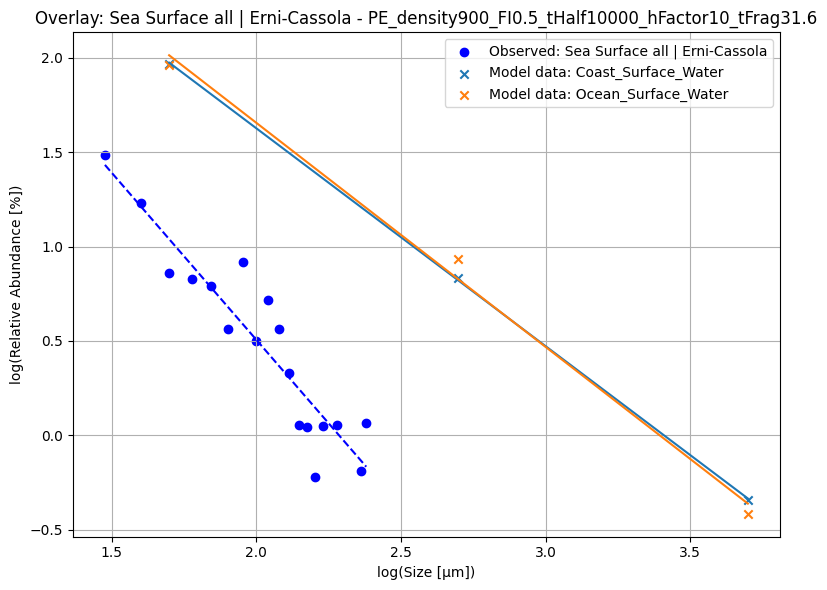 Overlay: Sea Surface all | Erni-Cassola - PE_density900_FI0.5_tHalf10000_hFactor10_tFrag31.6
Observed: Sea Surface all | Erni-Cassola
Model data: Coast_Surface_Water
Model data: Ocean_Surface_Water
log(Relative Abundance [%])
2.0
1.5
1.0
0.5
0.0
−0.5
1.5 2.0 2.5 3.0 3.5
log(Size [µm])